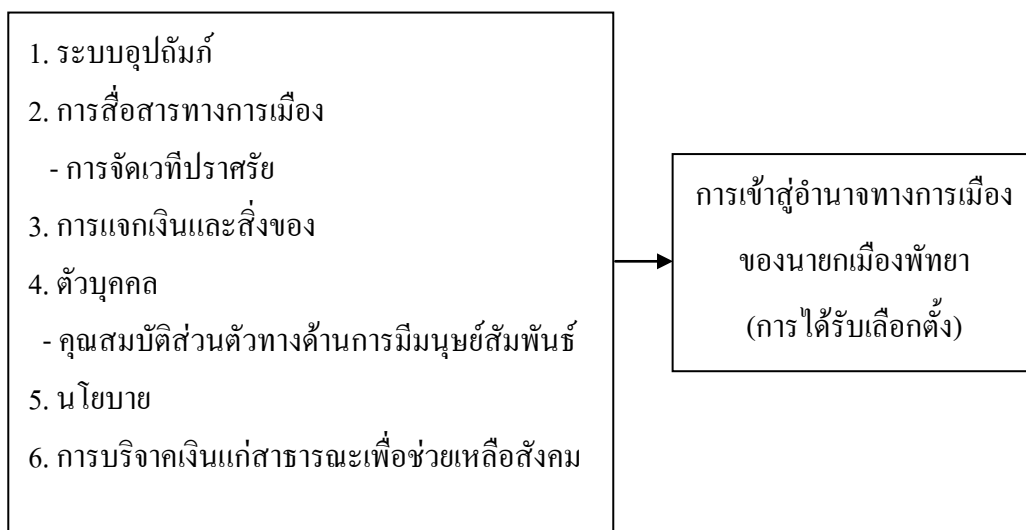 1. ระบบอุปถัมภ์
2. การสื่อสารทางการเมือง
- การจัดเวทีปราศรัย
3. การแจกเงินและสิ่งของ
4. ตัวบุคคล
- คุณสมบัติส่วนตัวทางด้านการมีมนุษย์สัมพันธ์
5. นโยบาย
6. การบริจาคเงินแก่สาธารณะเพื่อช่วยเหลือสังคม
การเข้าสู่อำนาจทางการเมือง
ของนายกเมืองพัทยา
(การได้รับเลือกตั้ง)